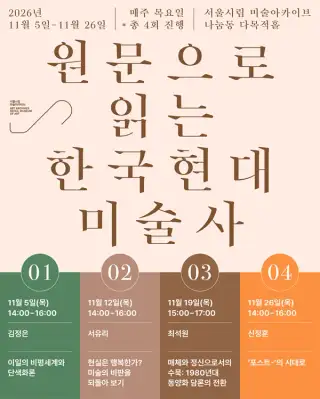 2026년
11월 5일-11월 26일
매주 목요일
*총 4회 진행
서울시립 미술아카이브
나눔동 다목적홀
원문으로
읽는
한국현대
미술사
01
11월 5일(목)
14:00-16:00
김정은
이일의 비평세계와
단색화론
02
11월 12일(목)
14:00-16:00
서유리
현실은 행복한가?
미술의 비판을
되돌아 보기
03
11월 19일(목)
15:00-17:00
최석원
매체와 정신으로서의
수묵: 1980년대
동양화 담론의 전환
04
11월 26일(목)
14:00-16:00
신정훈
'포스트-'의 시대로